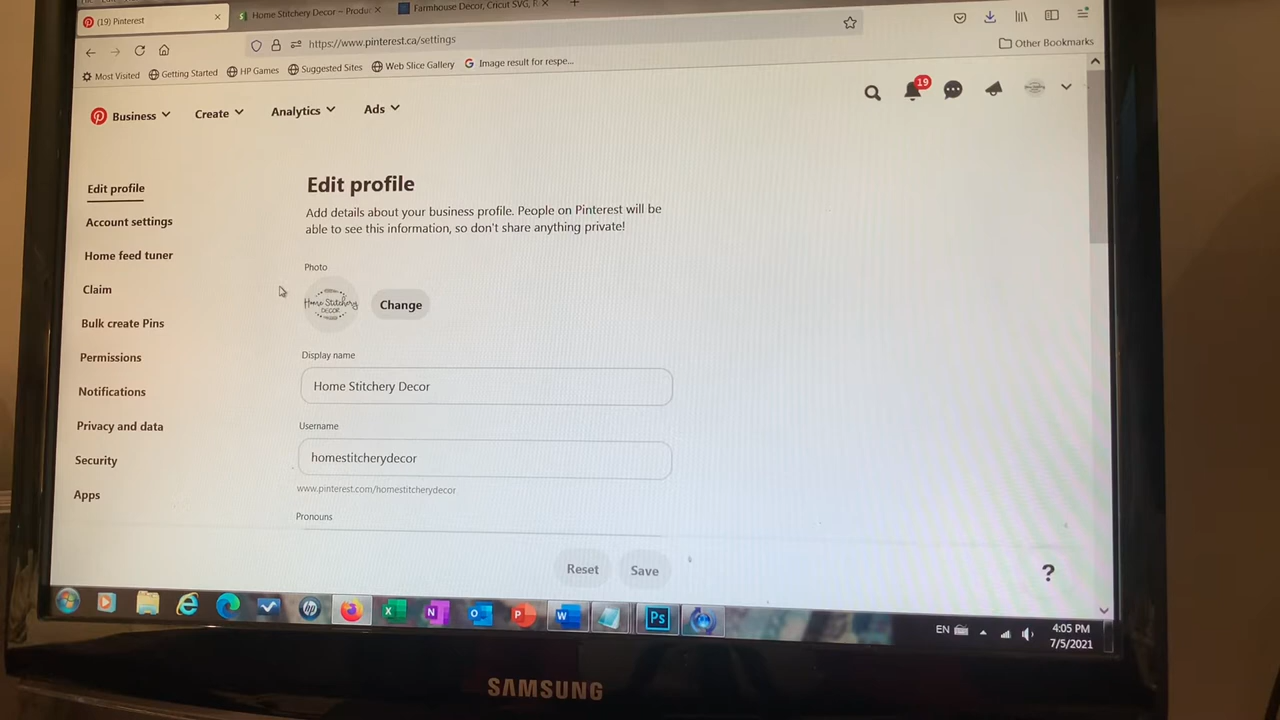 (19) Pinterest
Home Stitchery Decor – Produ
Farmhouse Decor, Cricut SVG, F
https://www.pinterest.ca/settings
Other Bookmarks
Most Visited
Getting Started
HP Games
Suggested Sites
Web Slice Gallery
Image result for respe...
Business
Create
Analytics
Ads
19
Edit profile
Account settings
Home feed tuner
Claim
Bulk create Pins
Permissions
Notifications
Privacy and data
Security
Apps
Edit profile
Add details about your business profile. People on Pinterest will be
able to see this information, so don't share anything private!
Photo
Home Stitchery
DECOR
Change
Display name
Home Stitchery Decor
Username
homestitcherydecor
www.pinterest.com/homestitcherydecor
Pronouns
Reset
Save
?
EN
4:05 PM
7/5/2021
SAMSUNG